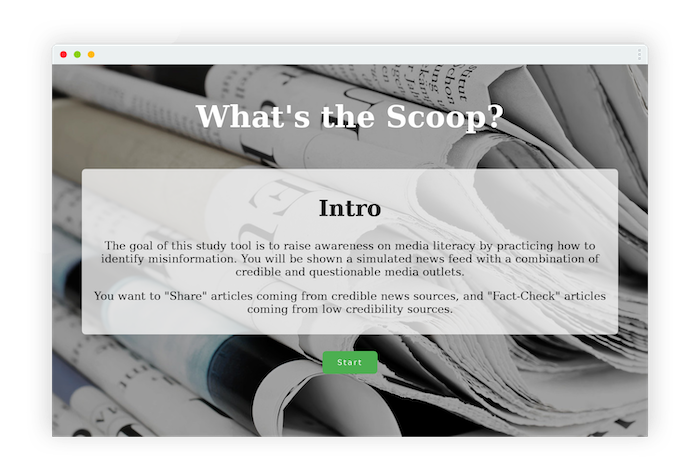 What's the Scoop?
Intro
The goal of this study tool is to raise awareness on media literacy by practicing how to
identify misinformation. You will be shown a simulated news feed with a combination of
credible and questionable media outlets.
You want to "Share" articles coming from credible news sources, and "Fact-Check" articles
coming from low credibility sources.
Start